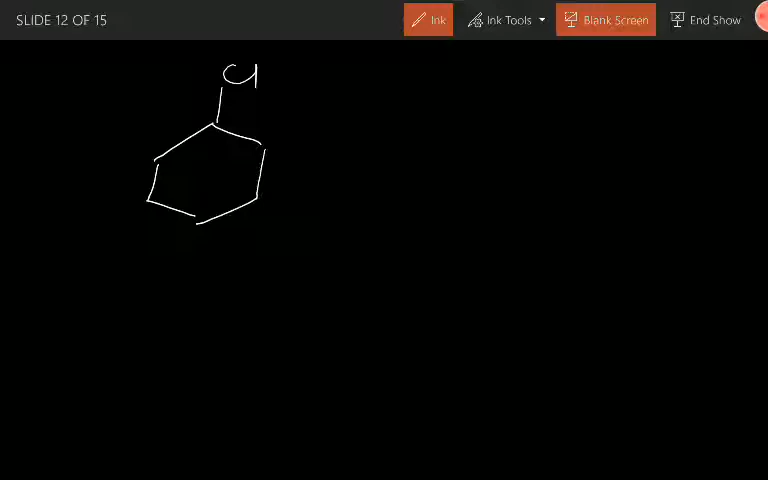 SLIDE 12 OF 15
Ink
Ink Tools
Blank Screen
End Show
Cl